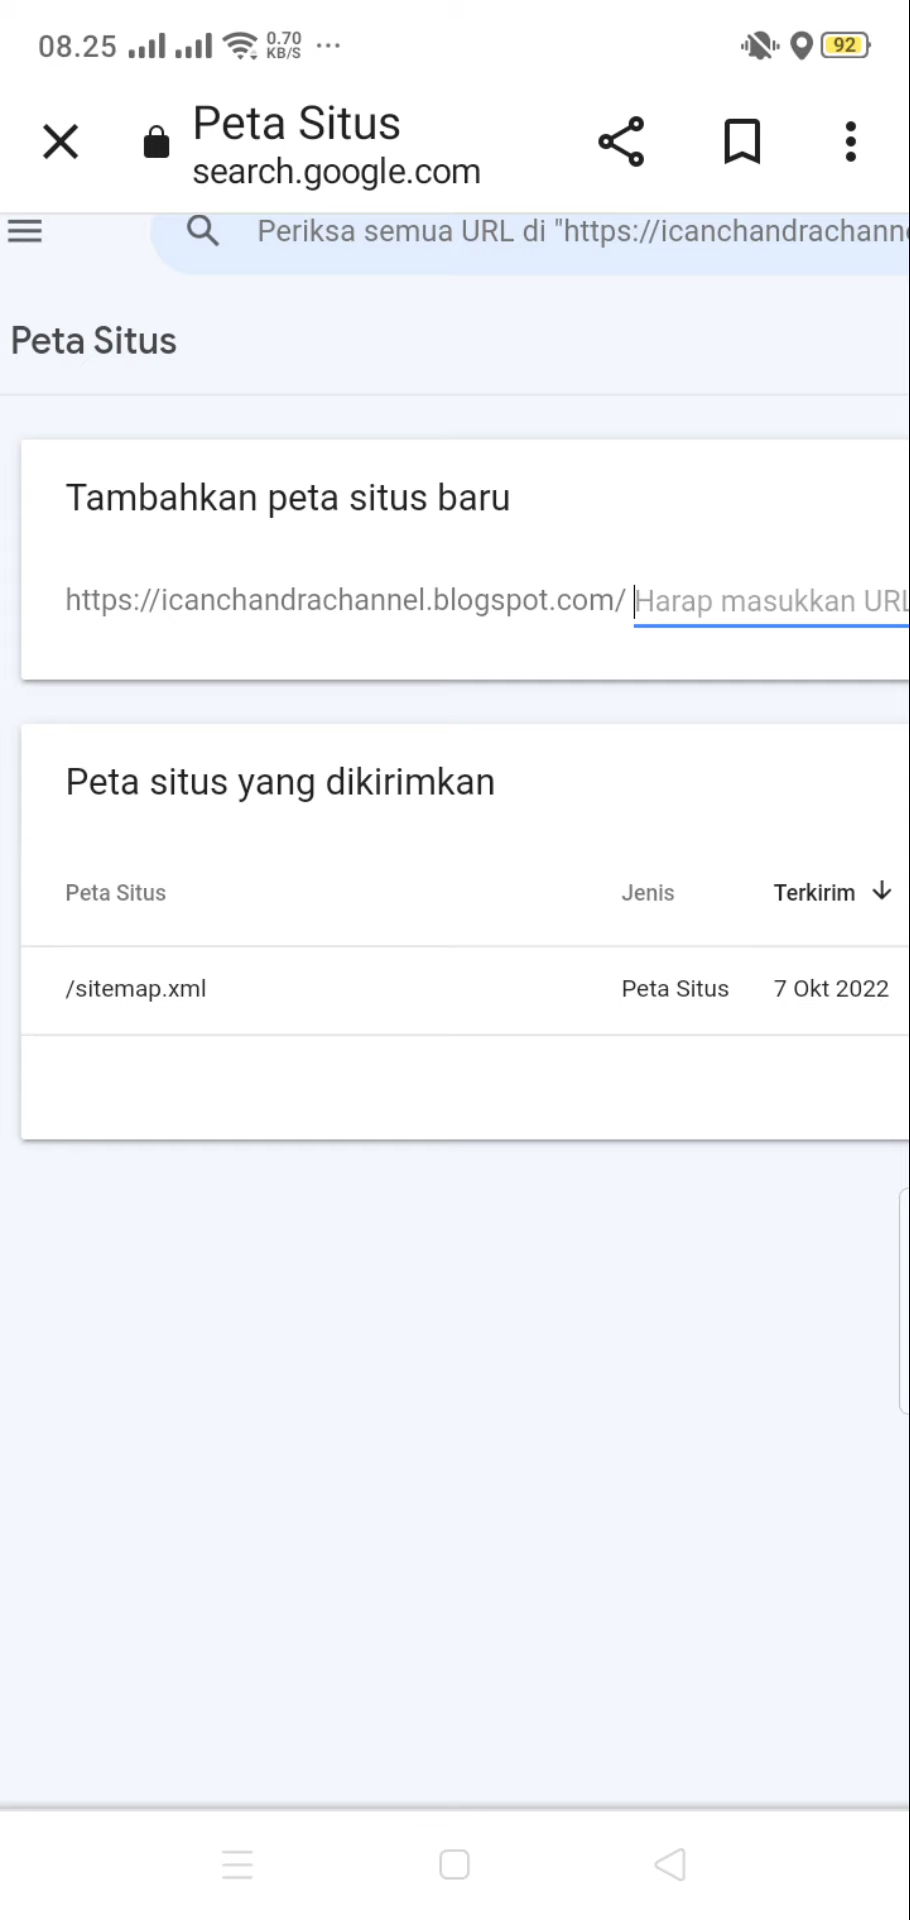 08.25 0.70 KB/S ... 92
Peta Situs
search.google.com
Periksa semua URL di "https://icanchandrachann
Peta Situs
Tambahkan peta situs baru
https://icanchandrachannel.blogspot.com/ Harap masukkan URL
Peta situs yang dikirimkan
Peta Situs Jenis Terkirim
/sitemap.xml Peta Situs 7 Okt 2022